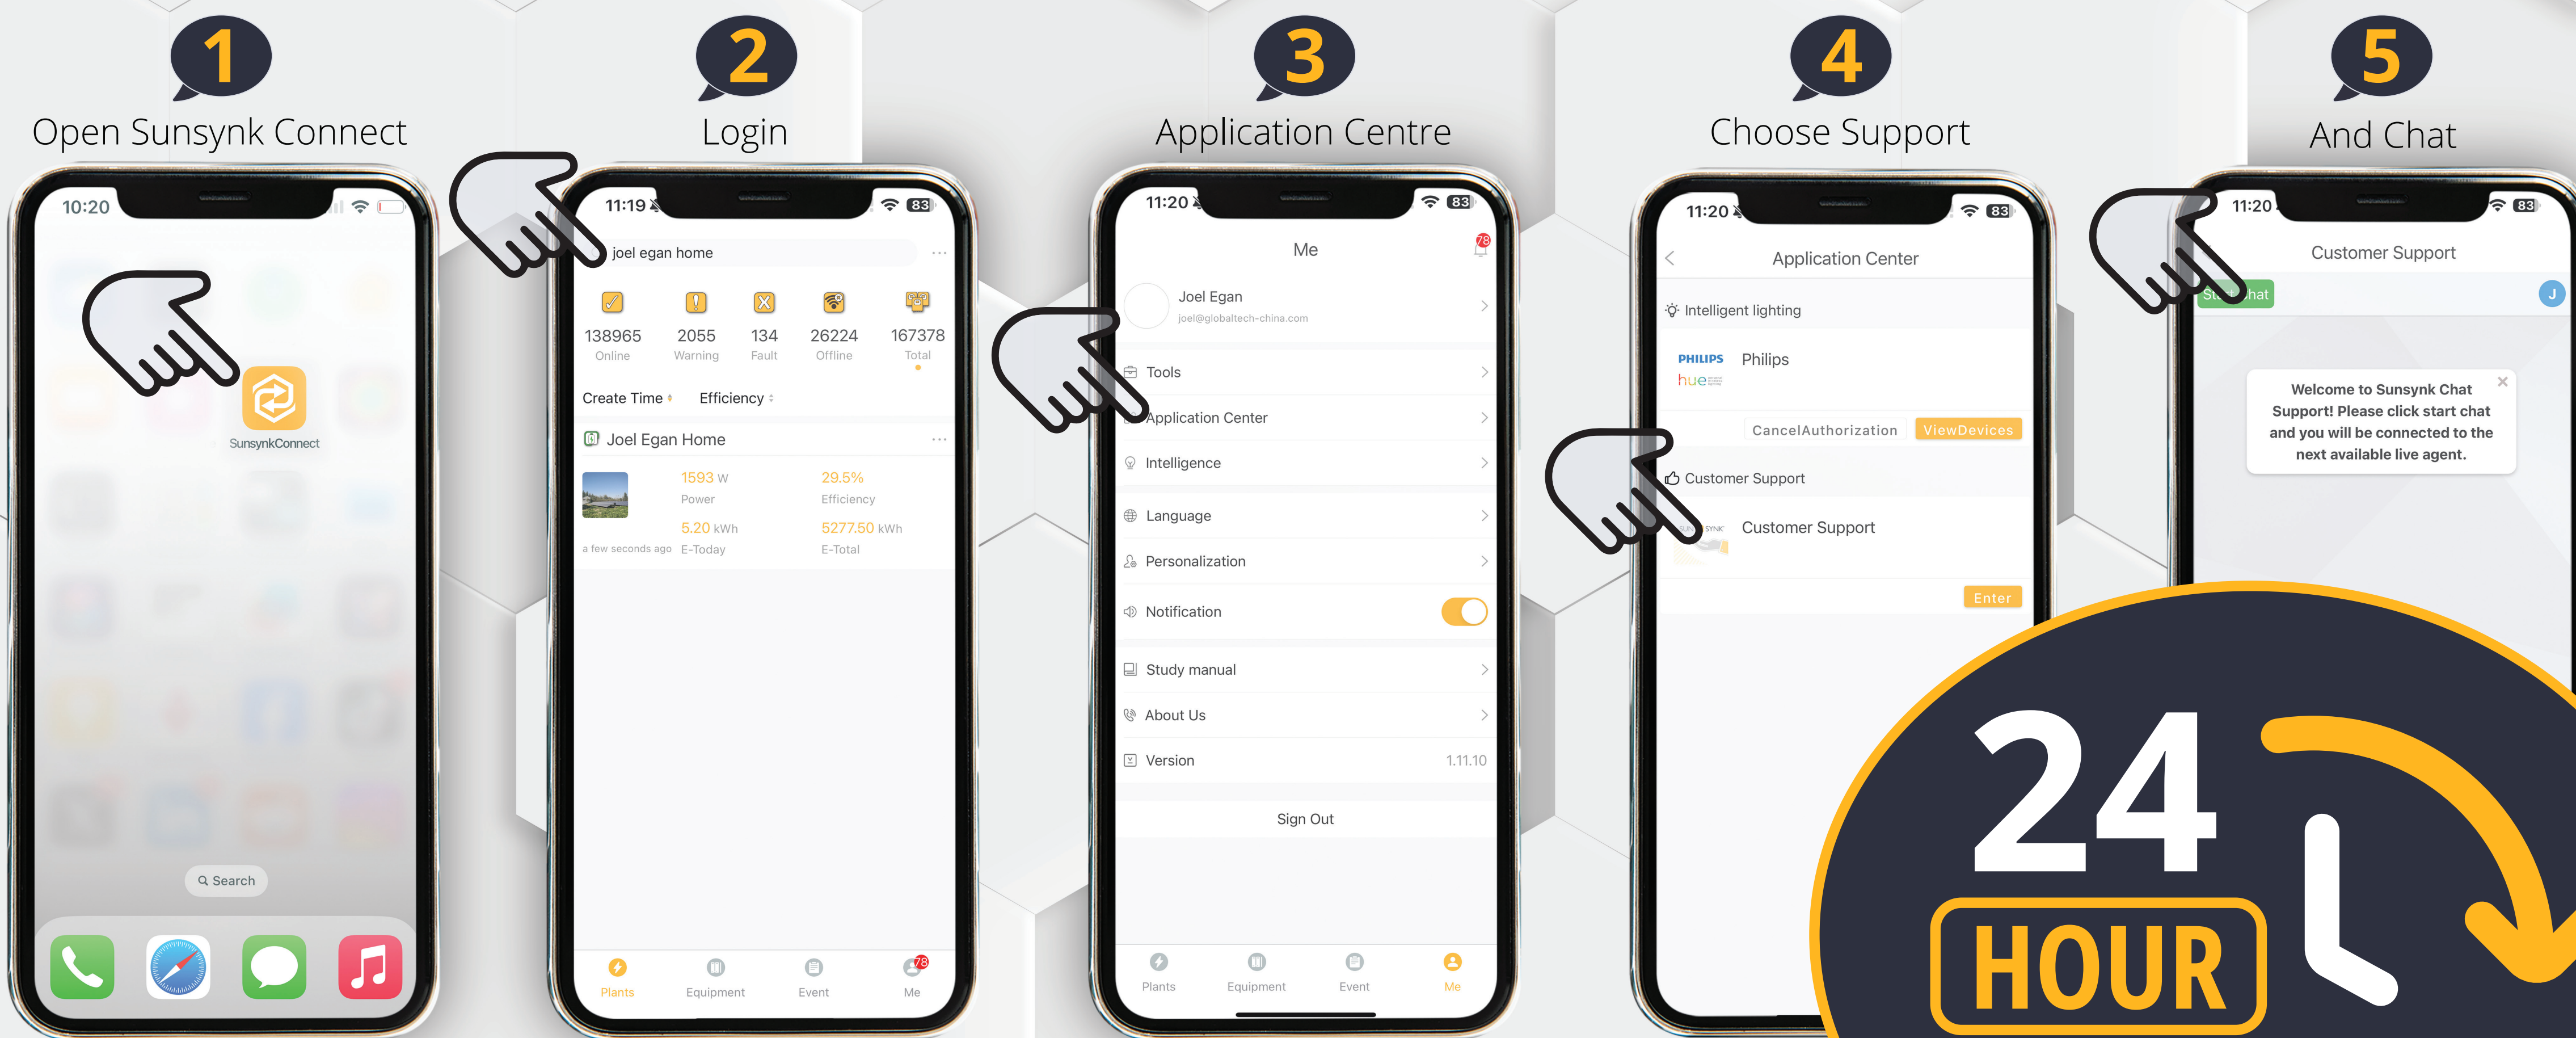 1
Open Sunsynk Connect
10:20
SunsynkConnect
Search
2
Login
11:19
83
joel egan home
138965
Online
2055
Warning
134
Fault
26224
Offline
167378
Total
Create Time
Efficiency
Joel Egan Home
1593 W
Power
29.5%
Efficiency
5.20 kWh
E-Today
5277.50 kWh
E-Total
a few seconds ago
Plants
Equipment
Event
78
Me
3
Application Centre
11:20
83
Me
78
Joel Egan
joel@globaltech-china.com
Tools
Application Center
Intelligence
Language
Personalization
Notification
Study manual
About Us
Version 1.11.10
Sign Out
Plants
Equipment
Event
Me
4
Choose Support
11:20
83
Application Center
Intelligent lighting
PHILIPS
hue
Philips
CancelAuthorization
ViewDevices
Customer Support
SYNK
Customer Support
Enter
5
And Chat
11:20
83
Customer Support
J
Welcome to Sunsynk Chat
Support! Please click start chat
and you will be connected to the
next available live agent.
24
HOUR